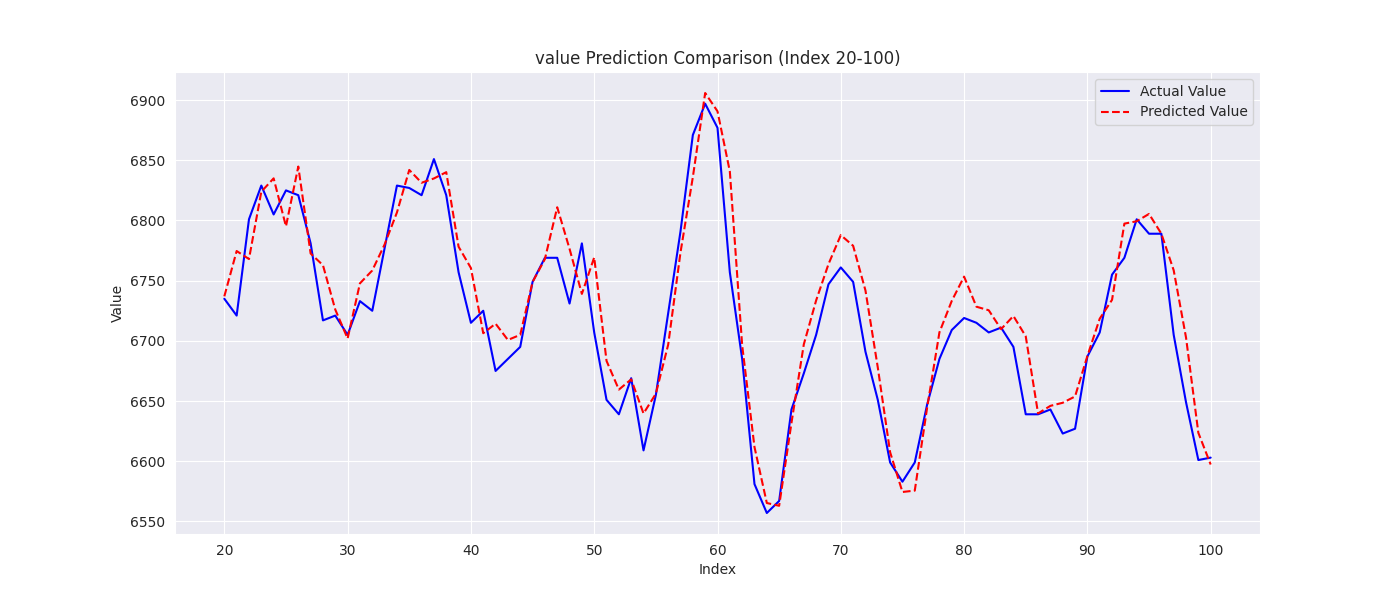 value Prediction Comparison (Index 20-100)
Actual Value
Predicted Value
Value
6900
6850
6800
6750
6700
6650
6600
6550
20 30 40 50 60 70 80 90 100
Index